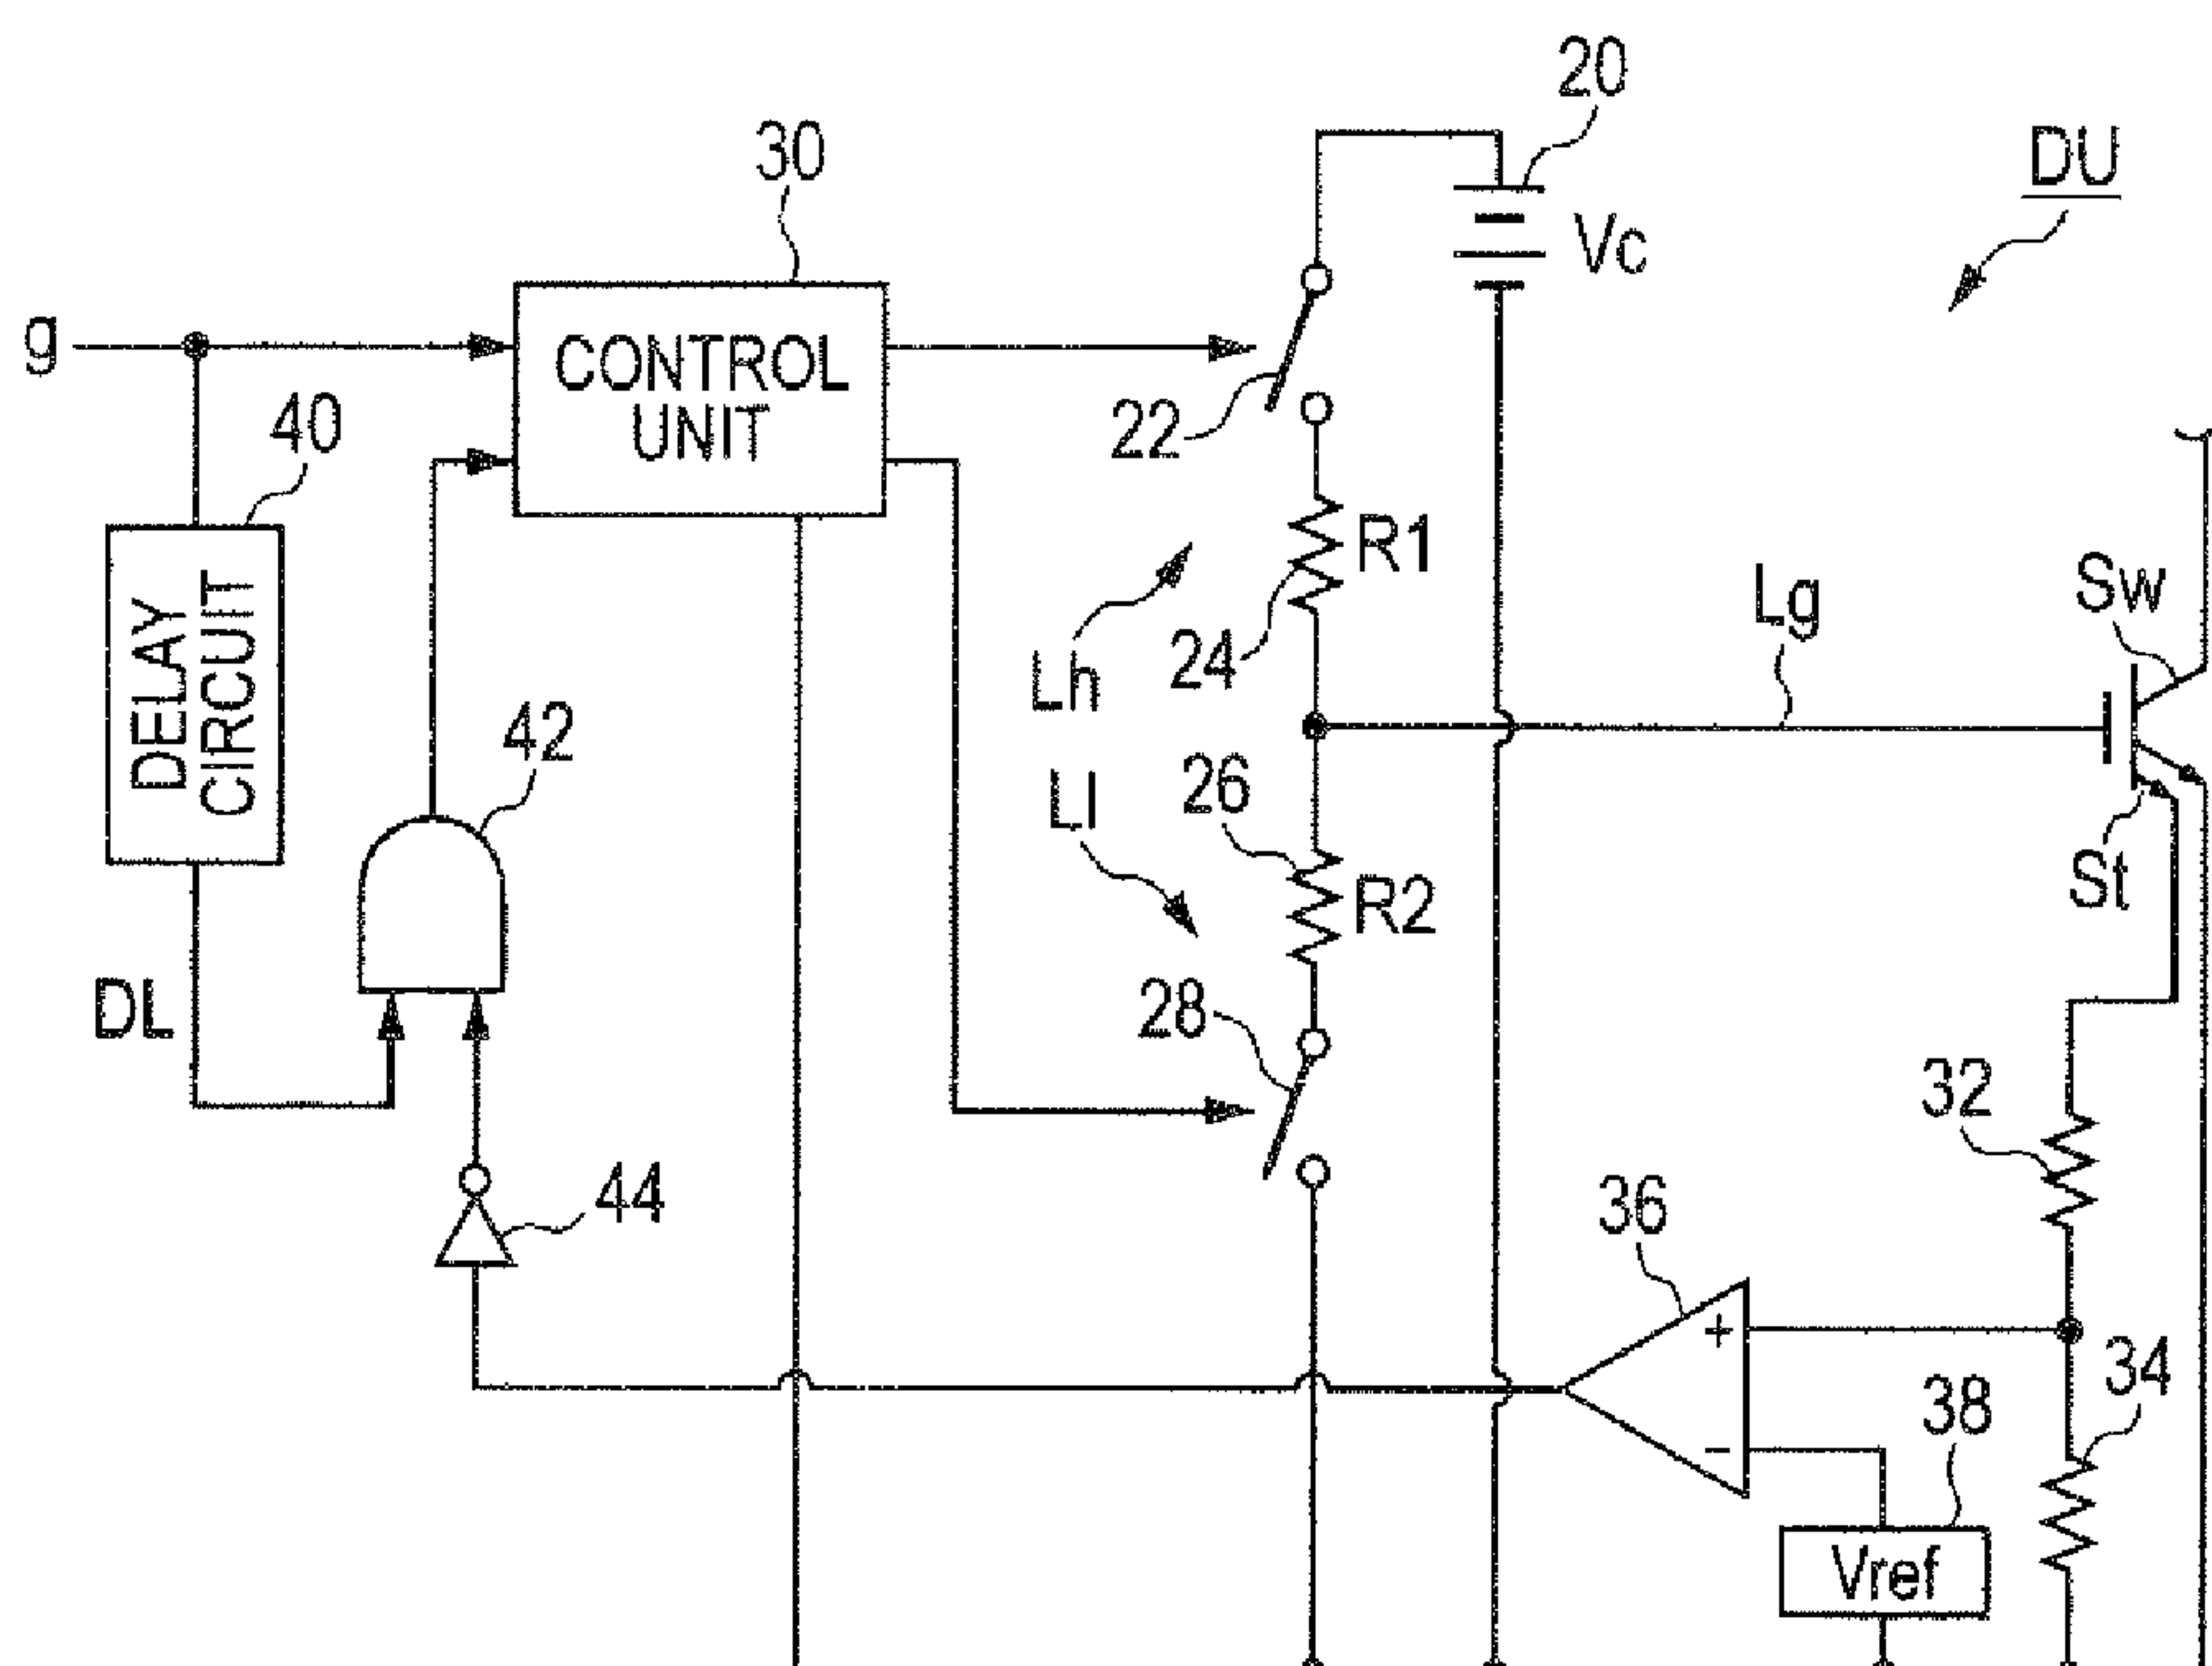 20
30
DU
Vc
g
CONTROL
UNIT
22
40
R1
Lg
Sw
24
Lh
DELAY
CIRCUIT
42
26
Ll
St
R2
DL
28
32
44
36
+
34
38
−
Vref